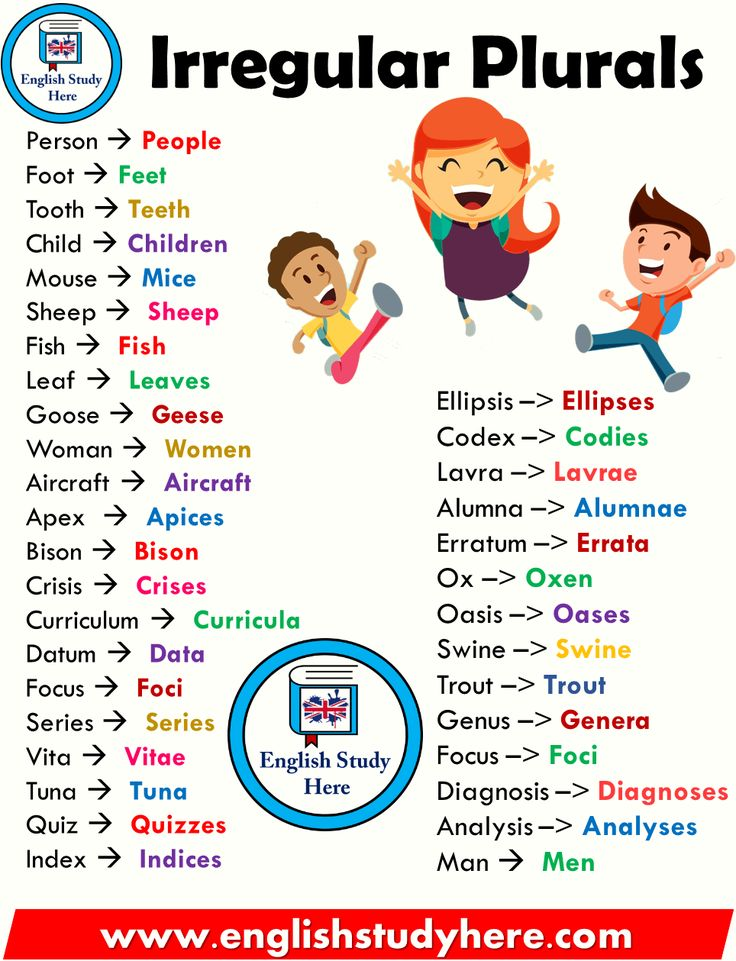 English Study
Here
Irregular Plurals
Person → People
Foot → Feet
Tooth → Teeth
Child → Children
Mouse → Mice
Sheep → Sheep
Fish → Fish
Leaf → Leaves
Goose → Geese
Woman → Women
Aircraft → Aircraft
Apex → Apices
Bison → Bison
Crisis → Crises
Curriculum → Curricula
Datum → Data
Focus → Foci
Series → Series
Vita → Vitae
Tuna → Tuna
Quiz → Quizzes
Index → Indices
English Study
Here
Ellipsis –> Ellipses
Codex –> Codies
Lavra –> Lavrae
Alumna –> Alumnae
Erratum –> Errata
Ox –> Oxen
Oasis –> Oases
Swine –> Swine
Trout –> Trout
Genus –> Genera
Focus –> Foci
Diagnosis –> Diagnoses
Analysis –> Analyses
Man → Men
www.englishstudyhere.com